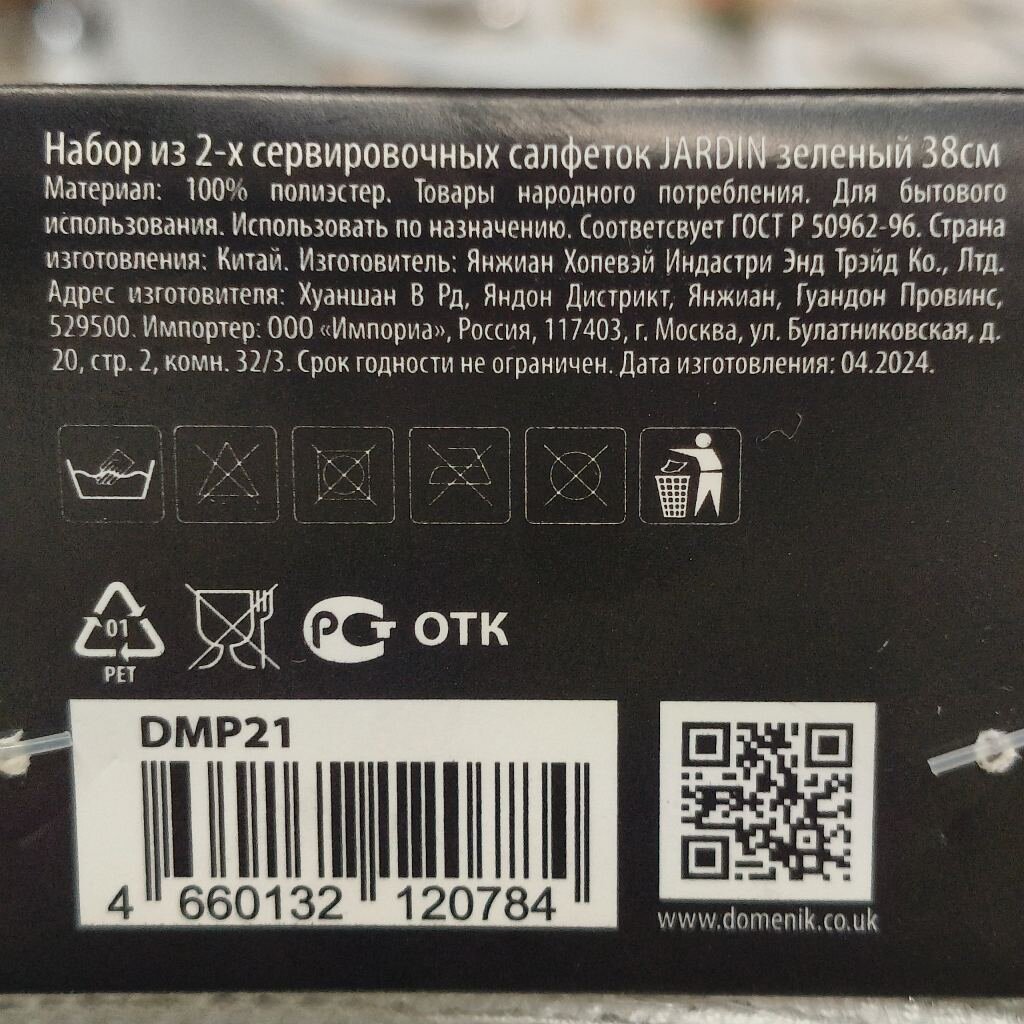 Набор из 2-х сервировочных салфеток JARDIN зеленый 38см
Материал: 100% полиэстер. Товары народного потребления. Для бытового
использования. Использовать по назначению. Соответсвует ГОСТ Р 50962-96. Страна
изготовления: Китай. Изготовитель: Янжиан Хопевэй Индастри Энд Трэйд Ко., Лтд.
Адрес изготовителя: Хуаншан В Рд, Яндон Дистрикт, Янжиан, Гуандон Провинс,
529500. Импортер: ООО «Импориа», Россия, 117403, г. Москва, ул. Булатниковская, д.
20, стр. 2, комн. 32/3. Срок годности не ограничен. Дата изготовления: 04.2024.
01
PET
РСТ ОТК
DMP21
4 660132 120784
www.domenik.co.uk